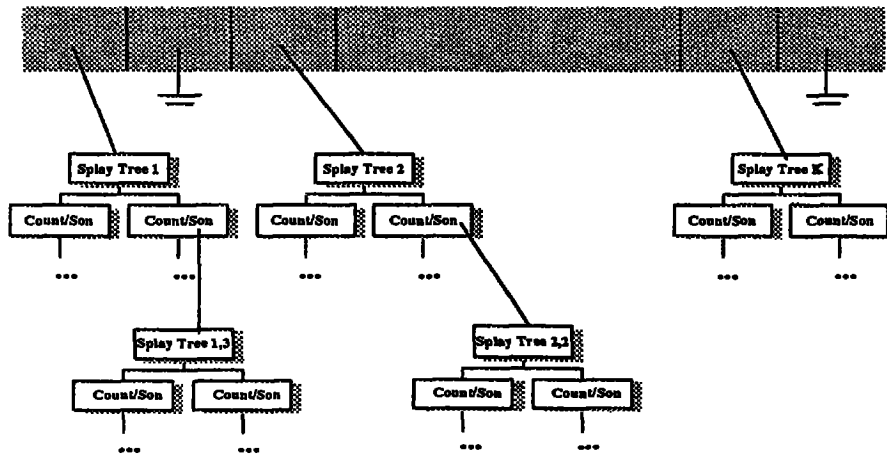 Splay Tree 1
Splay Tree 2
Splay Tree K
Count/Son
Count/Son
Count/Son
Count/Son
Count/Son
Count/Son
...
...
...
...
...
...
Splay Tree 1,3
Splay Tree 2,2
Count/Son
Count/Son
Count/Son
Count/Son
...
...
...
...